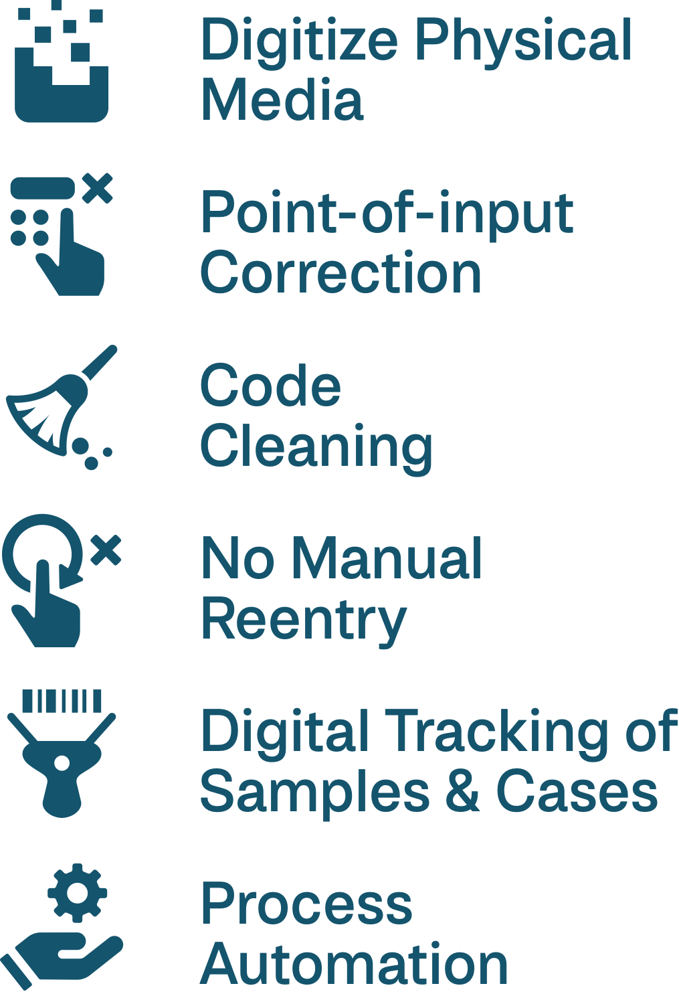 Digitize Physical
Media
Point-of-input
Correction
Code
Cleaning
No Manual
Reentry
Digital Tracking of
Samples & Cases
Process
Automation